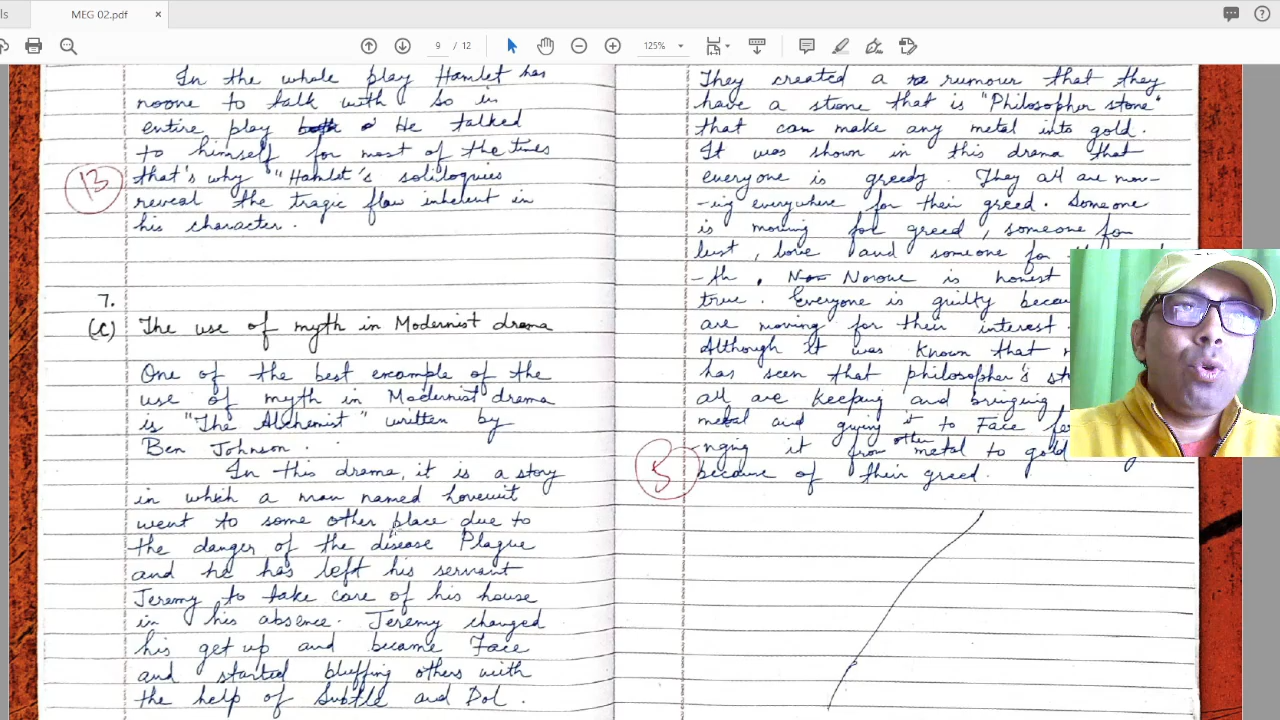 ls
MEG 02.pdf
×
9 / 12
125%
In the whole play Hamlet has
noone to talk with. So in
entire play He talked
to himself for most of the times
that's why "Hamlet's soliloquies
reveal the tragic flaw inherent in
his character.
13
7.
(C) The use of myth in Modernist drama
One of the best example of the
use of myth in Modernist drama
is "The Alchemist" written by
Ben Johnson.
In this drama, it is a story
in which a man named Lovewit
went to some other place due to
the danger of the disease Plague
and he has left his servant
Jeremy to take care of his house
in his absence. Jeremy changed
his get up and became Face
and started bluffing others with
the help of Subtle and Dol.
They created a rumour that they
have a stone that is "Philosopher stone"
that can make any metal into gold.
It was shown in this drama that
everyone is greedy. They all are mov-
-ing everywhere for their greed. Someone
is moving for greed, someone for
lust, love and someone for
-th. Noone is honest
true. Everyone is guilty becau
are moving for their interest
Although it was known that
has seen that philosopher's st
all are keeping and bringing
metal and giving it to Face
nging it from other metal to gold
because of their greed.
5